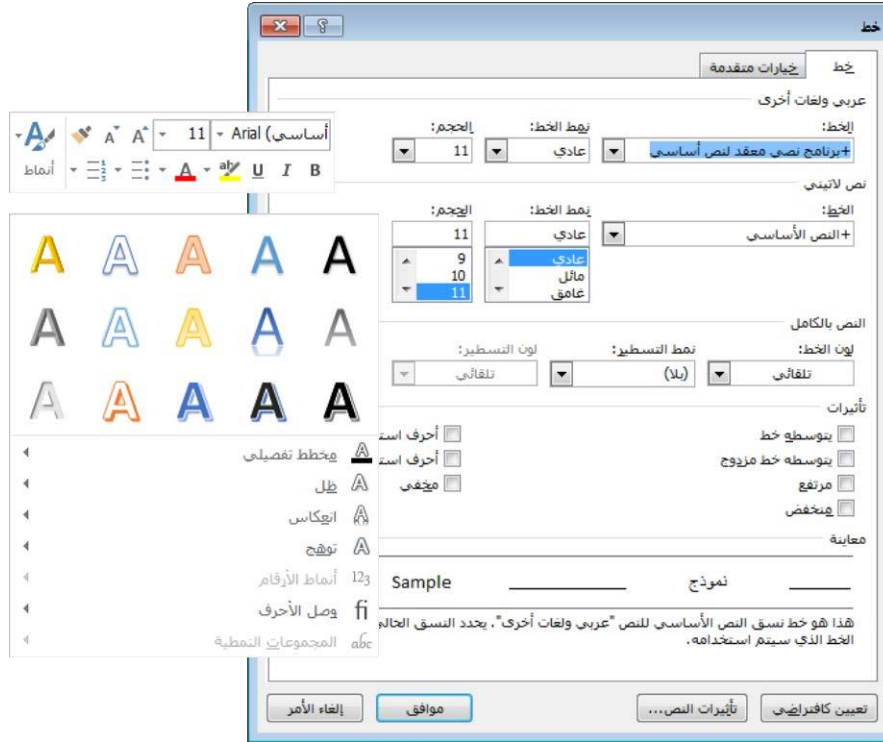 خط
خط
خيارات متقدمة
عربي ولغات أخرى
الخط:
نمط الخط:
الحجم:
+برنامج نصي معقد لنص أساسي
عادي
11
نص لاتيني
الخط:
نمط الخط:
الحجم:
+النص الأساسي
عادي
11
عادي
مائل
غامق
9
10
11
النص بالكامل
لون الخط:
نمط التسطير:
لون التسطير:
تلقائي
(بلا)
تلقائي
تأثيرات
يتوسطه خط
يتوسطه خط مزدوج
مرتفع
منخفض
أحرف
أحرف
مخفي
معاينة
نموذج
Sample
هذا هو خط نسق النص الأساسي للنص "عربي ولغات أخرى". يحدد النسق
الخط الذي سيتم استخدامه.
تعيين كافتراضي
تأثيرات النص...
موافق
إلغاء الأمر
Arial (أساسي
11
A A
B I U ab A
أنماط
A A A A A
A A A A A
A A A A A
مخطط تفصيلي
ظل
انعكاس
توهج
123 أنماط الأرقام
fi وصل الأحرف
abc المجموعات النمطية